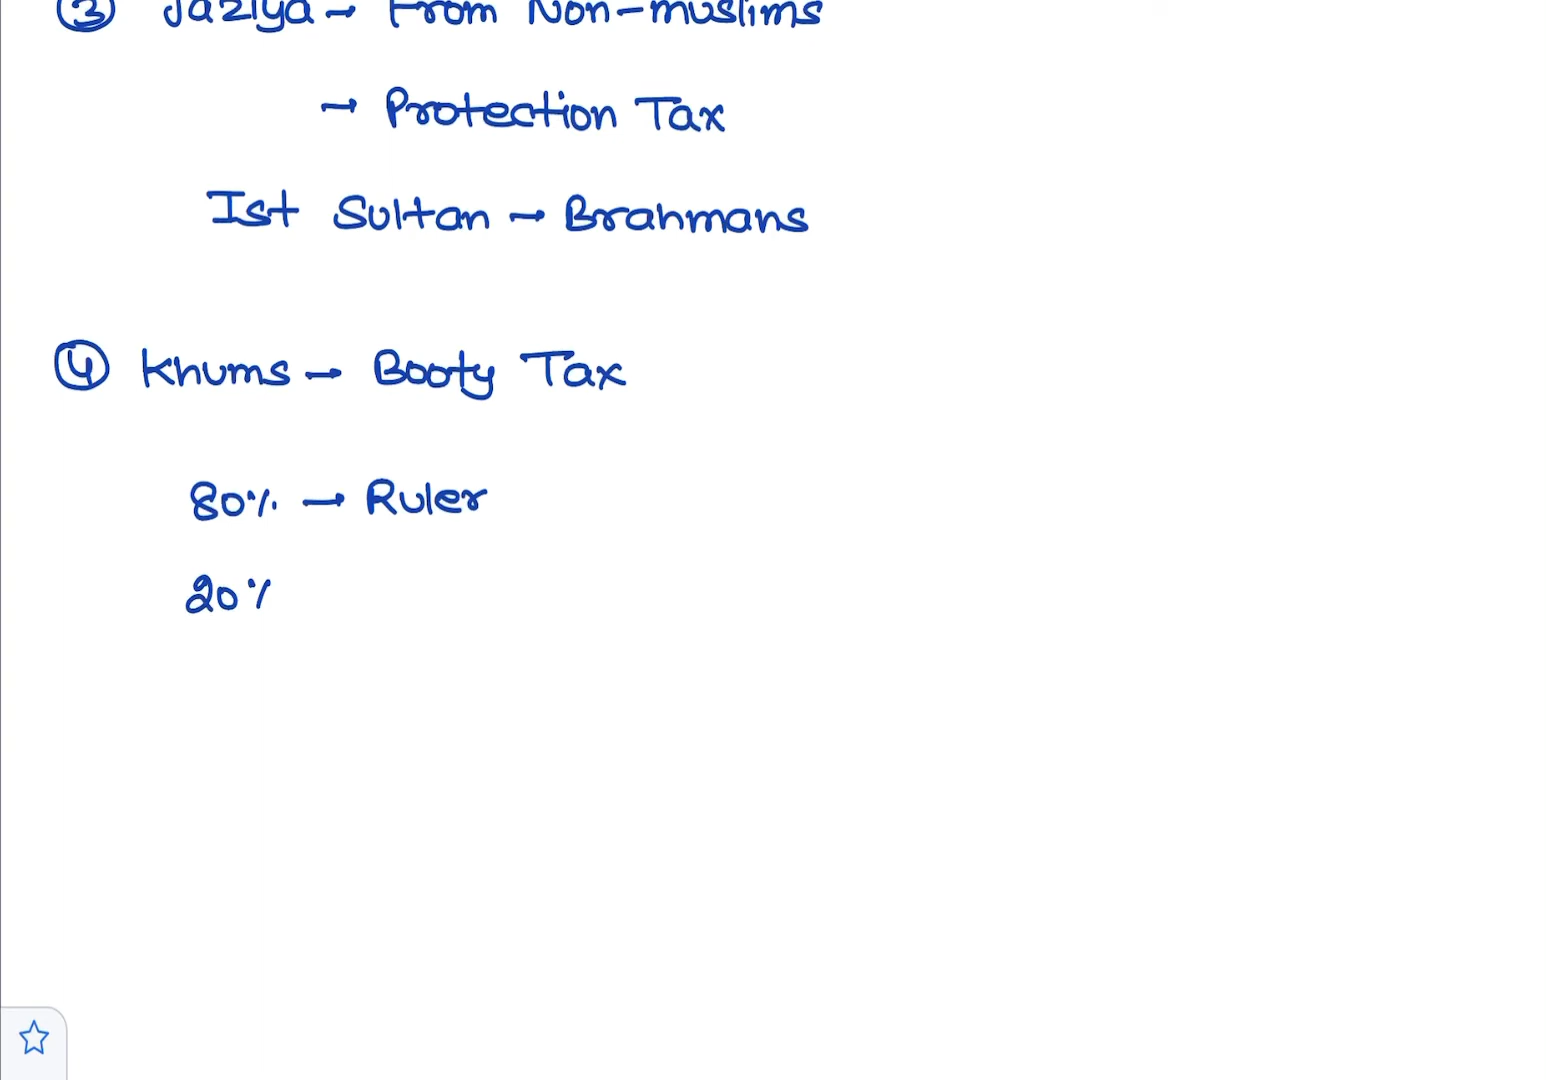 ③ Jaziya → From Non-muslims
→ Protection Tax
Ist Sultan → Brahmans
④ Khums → Booty Tax
80% → Ruler
20%